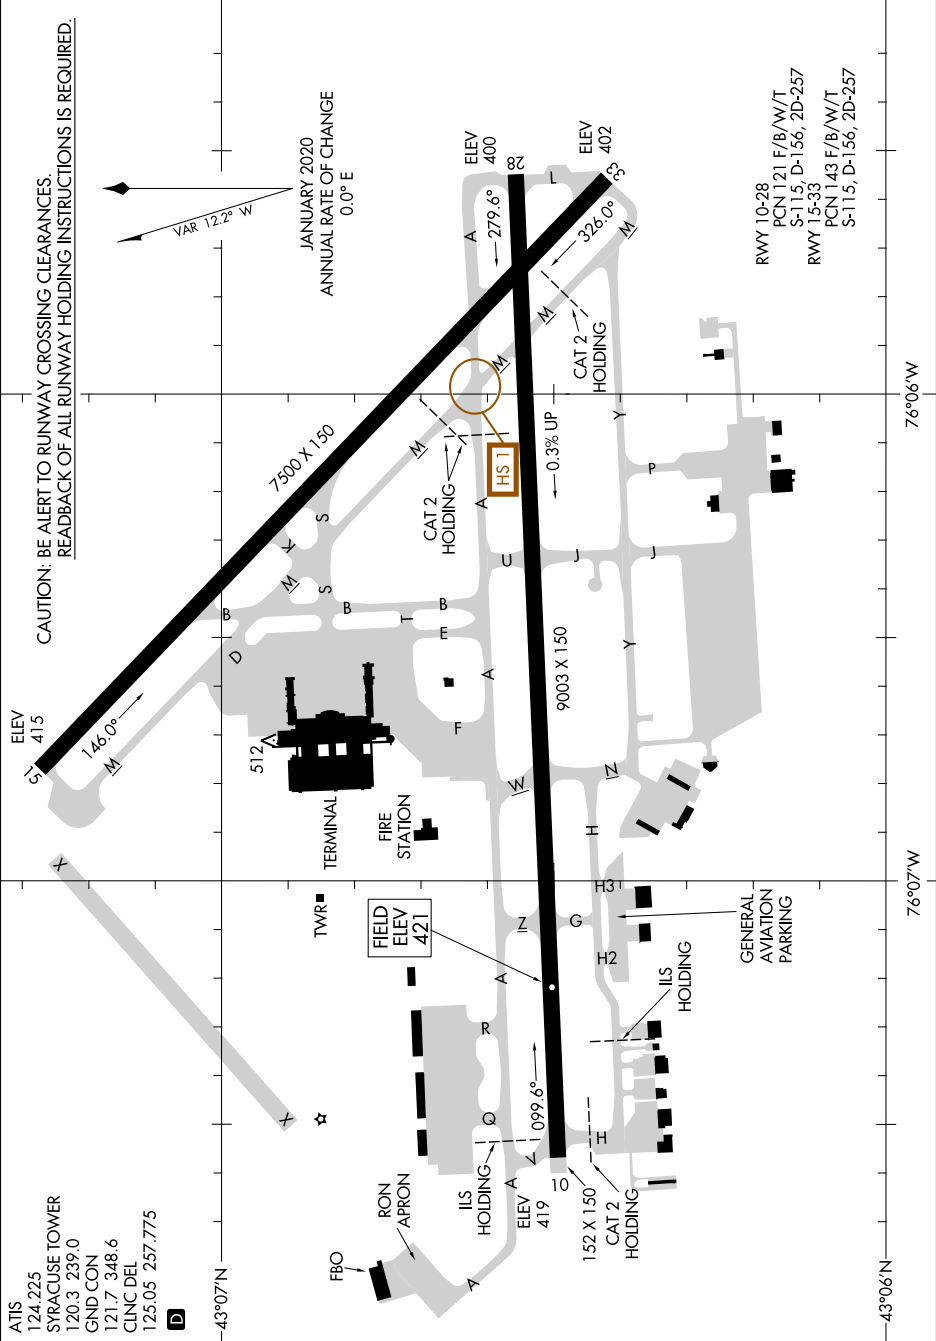 ATIS
124.225
SYRACUSE TOWER
120.3 239.0
GND CON
121.7 348.6
CLNC DEL
125.05 257.775
D
CAUTION: BE ALERT TO RUNWAY CROSSING CLEARANCES.
READBACK OF ALL RUNWAY HOLDING INSTRUCTIONS IS REQUIRED.
VAR 12.2° W
JANUARY 2020
ANNUAL RATE OF CHANGE
0.0° E
43°07'N
43°06'N
76°07'W
76°06'W
ELEV
415
15
146.0°
M
X
X
7500 X 150
D
B
M
K
S
S
B
T
B
E
F
512
TERMINAL
FIRE
STATION
TWR
FIELD
ELEV
421
M
CAT 2
HOLDING
HS 1
A
M
M
A
ELEV
400
28
279.6°
L
ELEV
402
33
326.0°
M
CAT 2
HOLDING
0.3% UP
U
J
J
P
Y
Y
9003 X 150
A
W
N
H
H3
H2
G
Z
A
R
Q
099.6°
V
A
ELEV
419
10
152 X 150
CAT 2
HOLDING
H
ILS
HOLDING
ILS
HOLDING
GENERAL
AVIATION
PARKING
RON
APRON
FBO
A
RWY 10-28
PCN 121 F/B/W/T
S-115, D-156, 2D-257
RWY 15-33
PCN 143 F/B/W/T
S-115, D-156, 2D-257